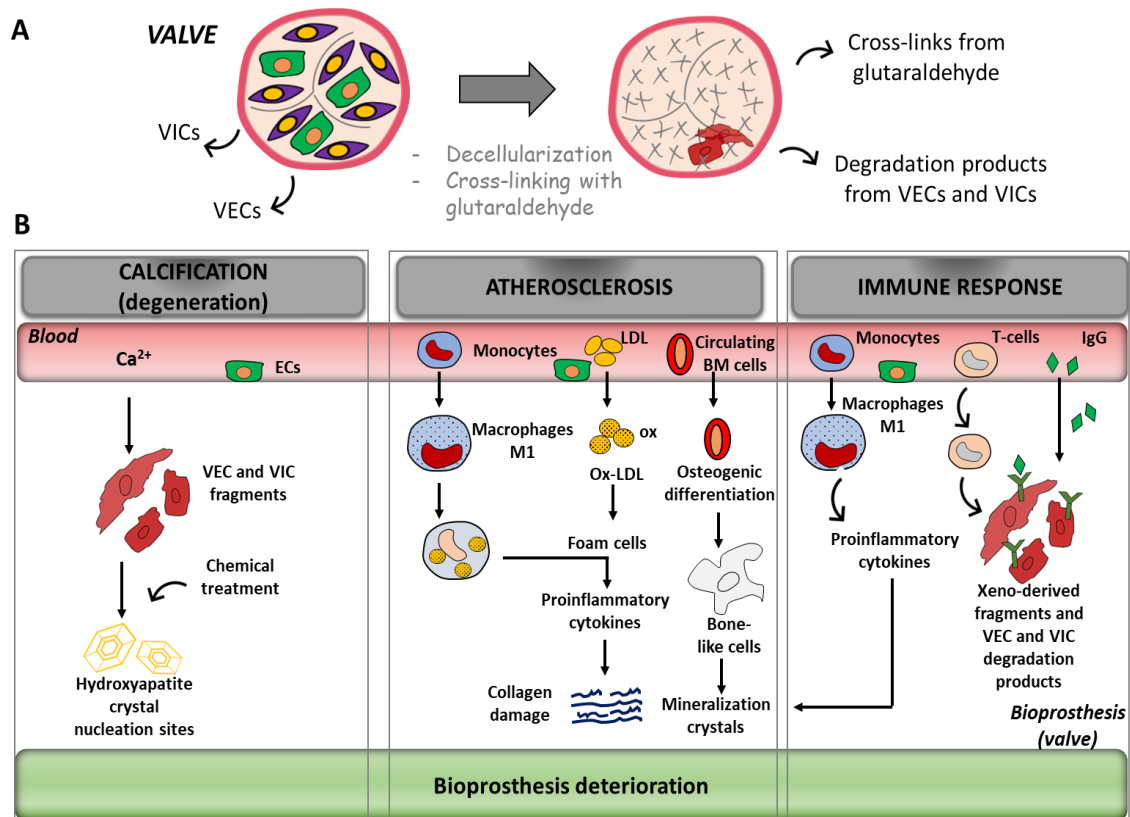 A
VALVE
VICs
VECs
- Decellularization
- Cross-linking with
glutaraldehyde
Cross-links from
glutaraldehyde
Degradation products
from VECs and VICs
B
CALCIFICATION
(degeneration)
Blood
Ca²⁺
ECs
VEC and VIC
fragments
Chemical
treatment
Hydroxyapatite
crystal
nucleation sites
ATHEROSCLEROSIS
Monocytes
LDL
Circulating
BM cells
Macrophages
M1
ox
Ox-LDL
Osteogenic
differentiation
Foam cells
Proinflammatory
cytokines
Bone-
like cells
Collagen
damage
Mineralization
crystals
IMMUNE RESPONSE
Monocytes
T-cells
IgG
Macrophages
M1
Proinflammatory
cytokines
Xeno-derived
fragments and
VEC and VIC
degradation
products
Bioprosthesis
(valve)
Bioprosthesis deterioration